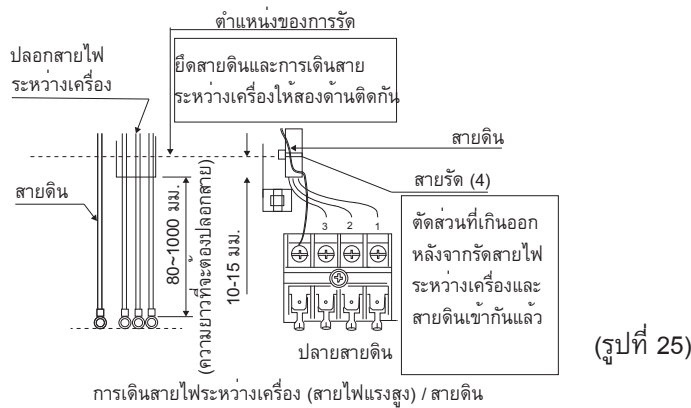 ตำแหน่งของการรัด
ปลอกสายไฟ
ระหว่างเครื่อง
ยึดสายดินและการเดินสาย
ระหว่างเครื่องให้สองด้านติดกัน
สายดิน
สายรัด (4)
สายดิน
80~1000 มม.
(ความยาวที่จะต้องปลอกสาย)
10-15 มม.
3 2 1
ตัดส่วนที่เกินออก
หลังจากรัดสายไฟ
ระหว่างเครื่องและ
สายดินเข้ากันแล้ว
ปลายสายดิน
(รูปที่ 25)
การเดินสายไฟระหว่างเครื่อง (สายไฟแรงสูง) / สายดิน